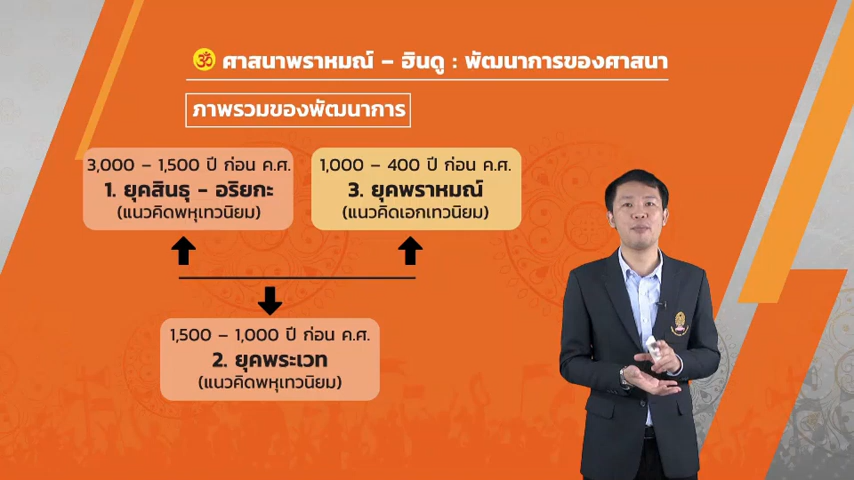 ศาสนาพราหมณ์ – ฮินดู : พัฒนาการของศาสนา
ภาพรวมของพัฒนาการ
3,000 – 1,500 ปี ก่อน ค.ศ.
1. ยุคสินธุ - อริยกะ
(แนวคิดพหุเทวนิยม)
1,000 – 400 ปี ก่อน ค.ศ.
3. ยุคพราหมณ์
(แนวคิดเอกเทวนิยม)
1,500 – 1,000 ปี ก่อน ค.ศ.
2. ยุคพระเวท
(แนวคิดพหุเทวนิยม)